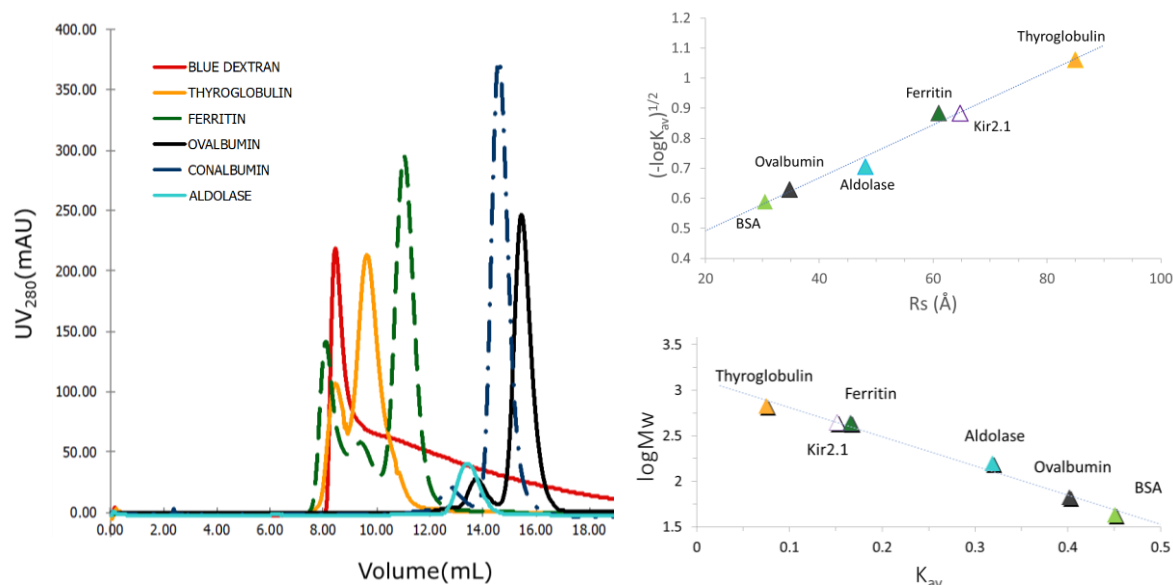 400.00
350.00
300.00
250.00
200.00
150.00
100.00
50.00
0.00
UV280(mAU)
BLUE DEXTRAN
THYROGLOBULIN
FERRITIN
OVALBUMIN
CONALBUMIN
ALDOLASE
0.00 2.00 4.00 6.00 8.00 10.00 12.00 14.00 16.00 18.00
Volume(mL)
1.2
1.1
1
0.9
0.8
0.7
0.6
0.5
0.4
(-logKav)1/2
Thyroglobulin
Ferritin
Kir2.1
Ovalbumin
Aldolase
BSA
20 40 60 80 100
Rs (Å)
3.5
3
2.5
2
1.5
logMw
Thyroglobulin
Ferritin
Kir2.1
Aldolase
Ovalbumin
BSA
0 0.1 0.2 0.3 0.4 0.5
Kav